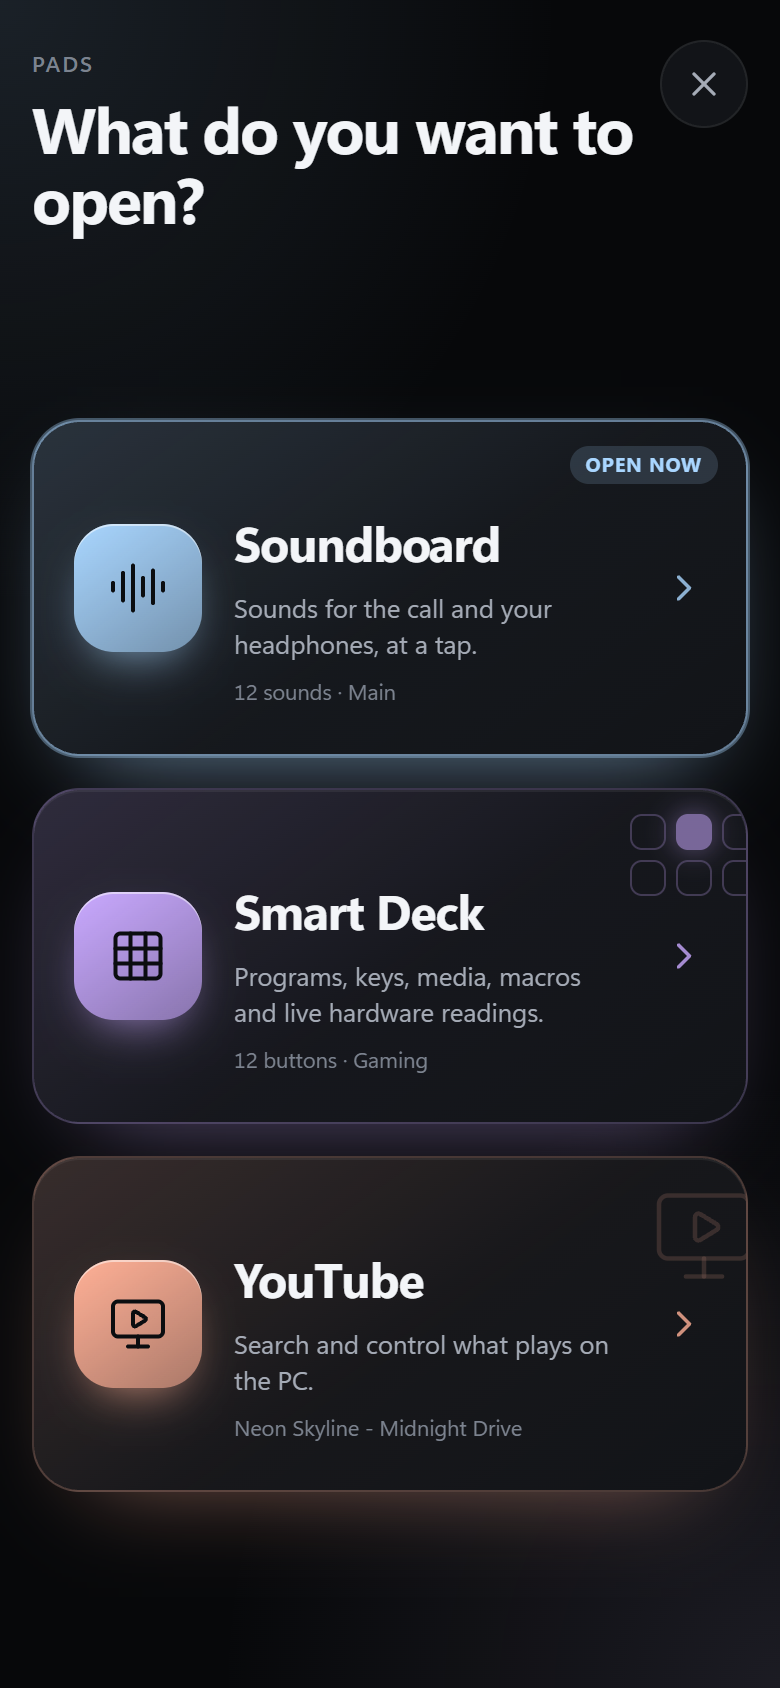 PADS
What do you want to
open?
OPEN NOW
Soundboard
Sounds for the call and your
headphones, at a tap.
12 sounds · Main
Smart Deck
Programs, keys, media, macros
and live hardware readings.
12 buttons · Gaming
YouTube
Search and control what plays on
the PC.
Neon Skyline - Midnight Drive